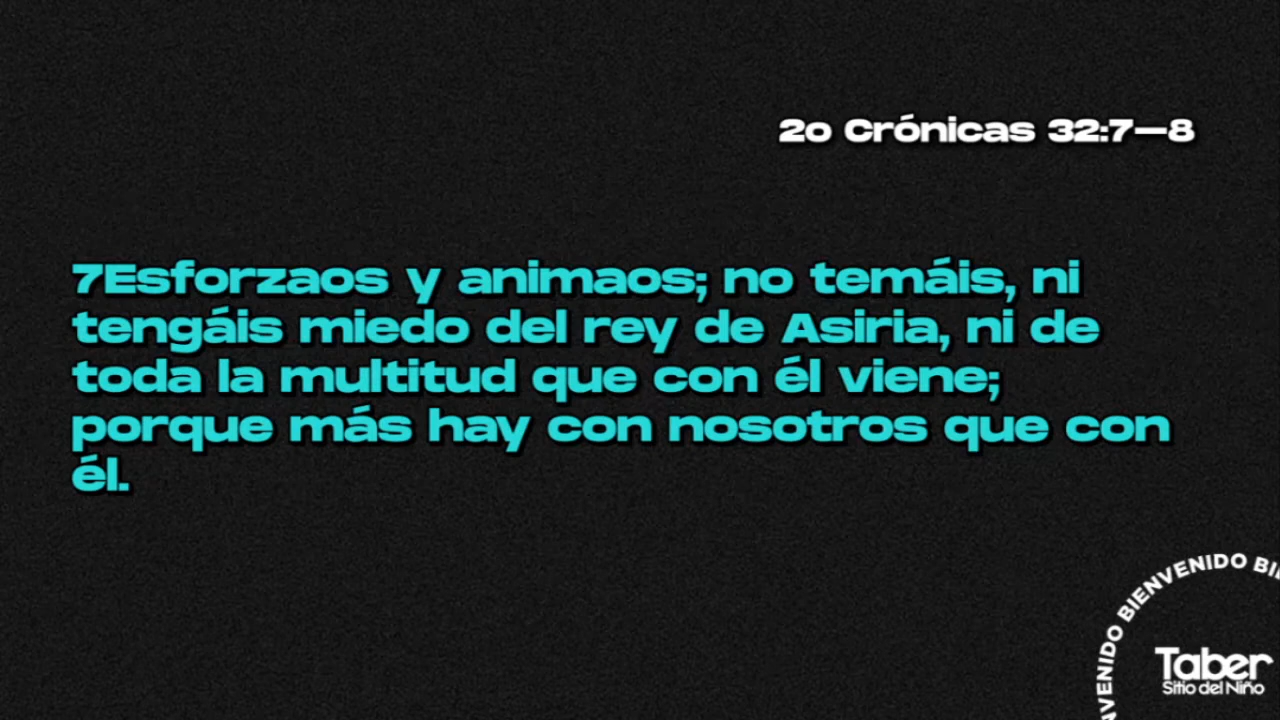 2o Crónicas 32:7—8
7Esforzaos y animaos; no temáis, ni
tengáis miedo del rey de Asiria, ni de
toda la multitud que con él viene;
porque más hay con nosotros que con
él.
BIENVENIDO
Taber
Sitio del Niño